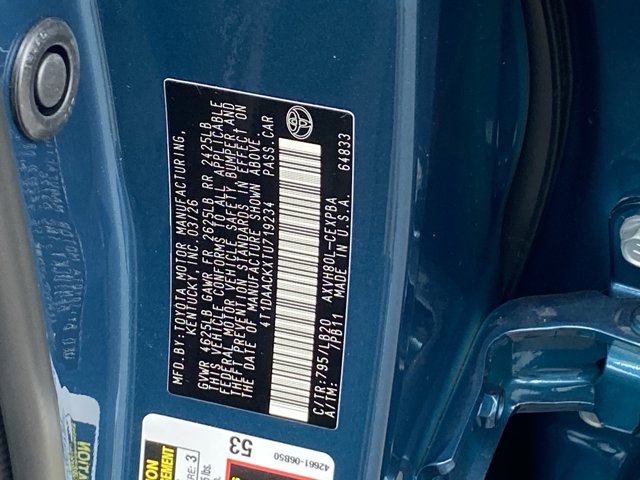 MFD. BY: TOYOTA MOTOR MANUFACTURING,
KENTUCKY, INC. 03/26
GVWR 4625LB GAWR FR 2625LB RR 2425LB
THIS VEHICLE CONFORMS TO ALL APPLICABLE
FEDERAL MOTOR VEHICLE SAFETY, BUMPER, AND
THEFT PREVENTION STANDARDS IN EFFECT ON
THE DATE OF MANUFACTURE SHOWN ABOVE.
4T1DAACKXTU719234 PASS.CAR
C/TR: 795 /LB20 AXVH80L-CEXPBA
A/TM: /PB11 MADE IN U.S.A. 64833
53
42661-06B50